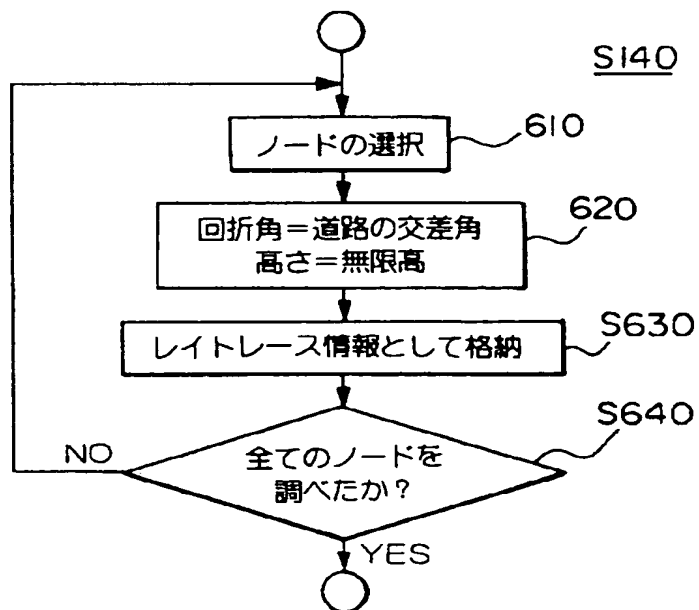 S140
ノードの選択
610
回折角＝道路の交差角
高さ＝無限高
620
レイトレース情報として格納
S630
全てのノードを
調べたか？
S640
NO
YES